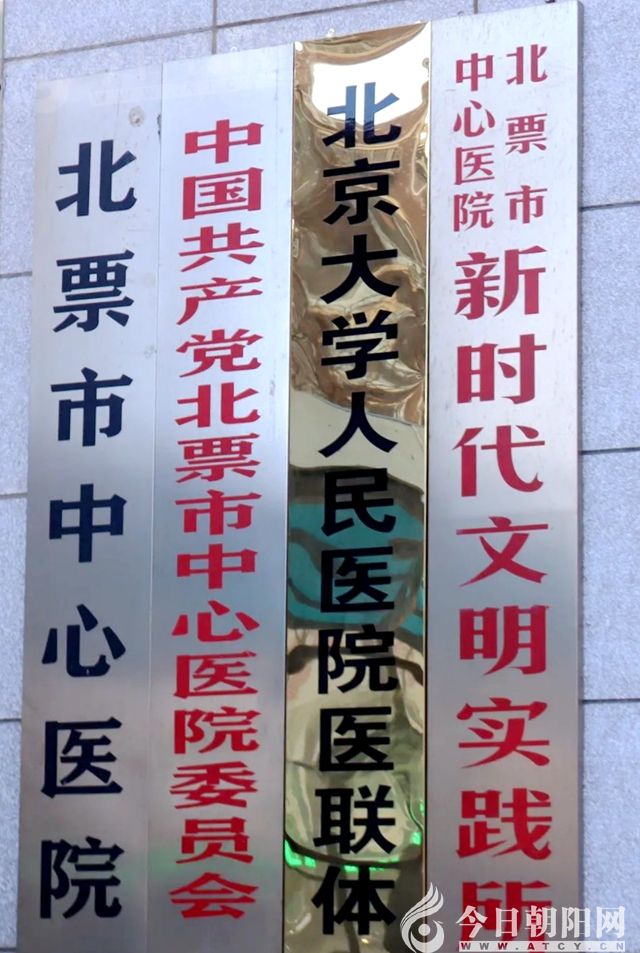 北票市中心医院
中国共产党北票市中心医院委员会
北京大学人民医院医联体
北票市
中心医院
新时代文明实践所
今日朝阳网
WWW.ATCY.CN